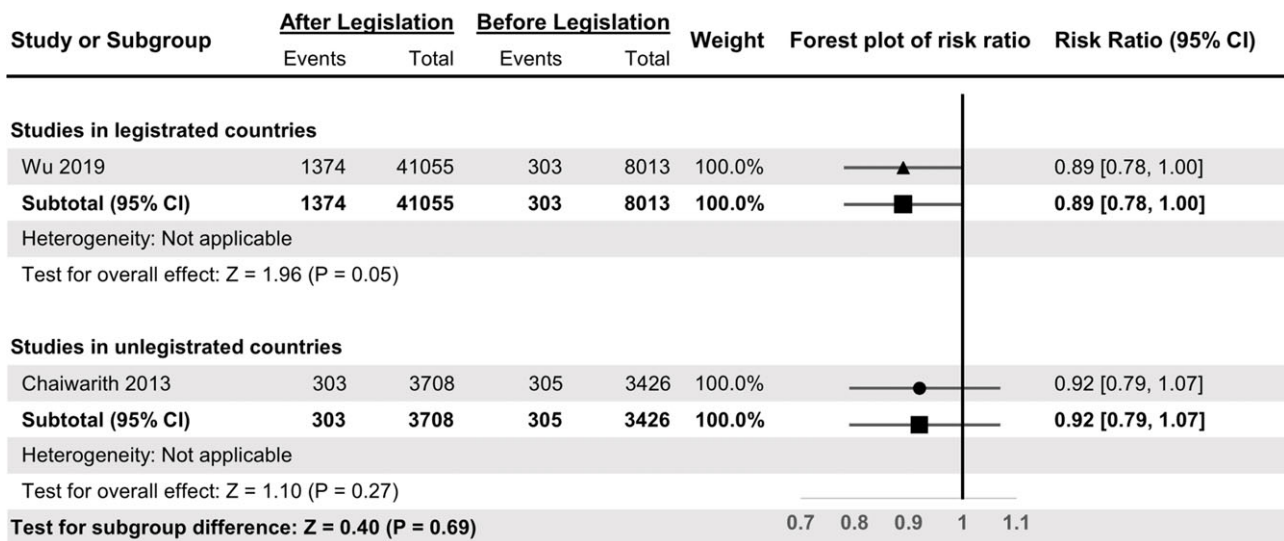 Study or Subgroup After Legislation Before Legislation Weight Forest plot of risk ratio Risk Ratio (95% CI)
Events Total Events Total
Studies in legistrated countries
Wu 2019 1374 41055 303 8013 100.0% 0.89 [0.78, 1.00]
Subtotal (95% CI) 1374 41055 303 8013 100.0% 0.89 [0.78, 1.00]
Heterogeneity: Not applicable
Test for overall effect: Z = 1.96 (P = 0.05)
Studies in unlegistrated countries
Chaiwarith 2013 303 3708 305 3426 100.0% 0.92 [0.79, 1.07]
Subtotal (95% CI) 303 3708 305 3426 100.0% 0.92 [0.79, 1.07]
Heterogeneity: Not applicable
Test for overall effect: Z = 1.10 (P = 0.27)
Test for subgroup difference: Z = 0.40 (P = 0.69) 0.7 0.8 0.9 1 1.1